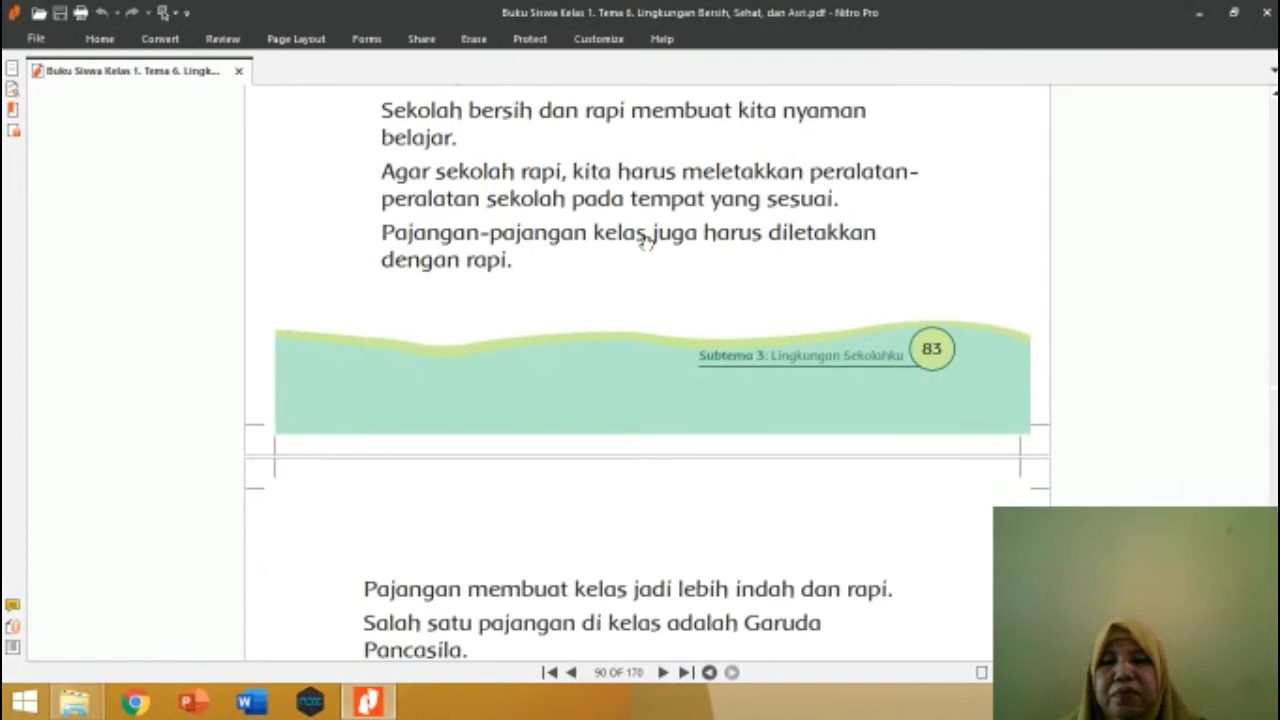 Buku Siswa Kelas 1. Tema 6. Lingkungan Bersih, Sehat, dan Asri.pdf - Nitro Pro
File Home Convert Review Page Layout Forms Share Erase Protect Customize Help
Buku Siswa Kelas 1. Tema 6. Lingk...
Sekolah bersih dan rapi membuat kita nyaman
belajar.
Agar sekolah rapi, kita harus meletakkan peralatan-
peralatan sekolah pada tempat yang sesuai.
Pajangan-pajangan kelas juga harus diletakkan
dengan rapi.
Subtema 3: Lingkungan Sekolahku 83
Pajangan membuat kelas jadi lebih indah dan rapi.
Salah satu pajangan di kelas adalah Garuda
Pancasila.
90 OF 170